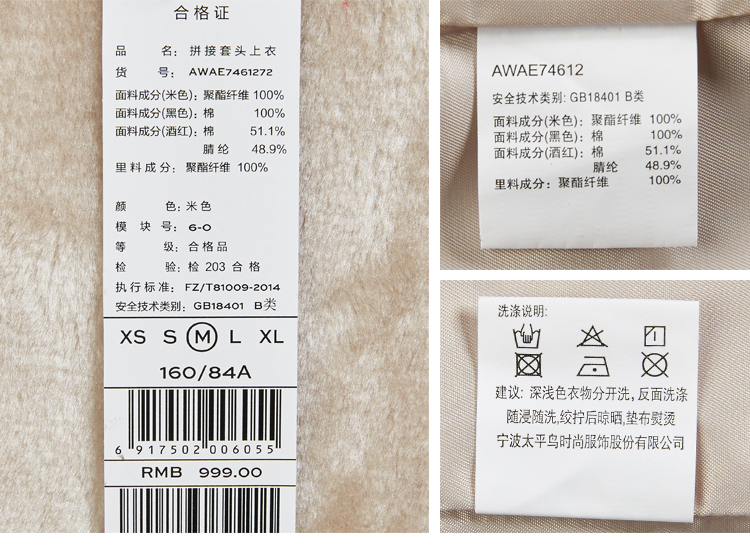 合格证
品 名：拼接套头上衣
货 号：AWAE7461272
面料成分(米色)：聚酯纤维 100%
面料成分(黑色)：棉 100%
面料成分(酒红)：棉 51.1%
腈纶 48.9%
里料成分：聚酯纤维 100%
颜 色：米色
模 块 号：6-0
等 级：合格品
检 验：检 203 合格
执行标准：FZ/T81009-2014
安全技术类别：GB18401 B类
XS S M L XL
160/84A
6 917502 006055
RMB 999.00
AWAE74612
安全技术类别：GB18401 B类
面料成分(米色)：聚酯纤维 100%
面料成分(黑色)：棉 100%
面料成分(酒红)：棉 51.1%
腈纶 48.9%
里料成分：聚酯纤维 100%
洗涤说明:
建议：深浅色衣物分开洗, 反面洗涤
随浸随洗,绞拧后晾晒,垫布熨烫
宁波太平鸟时尚服饰股份有限公司